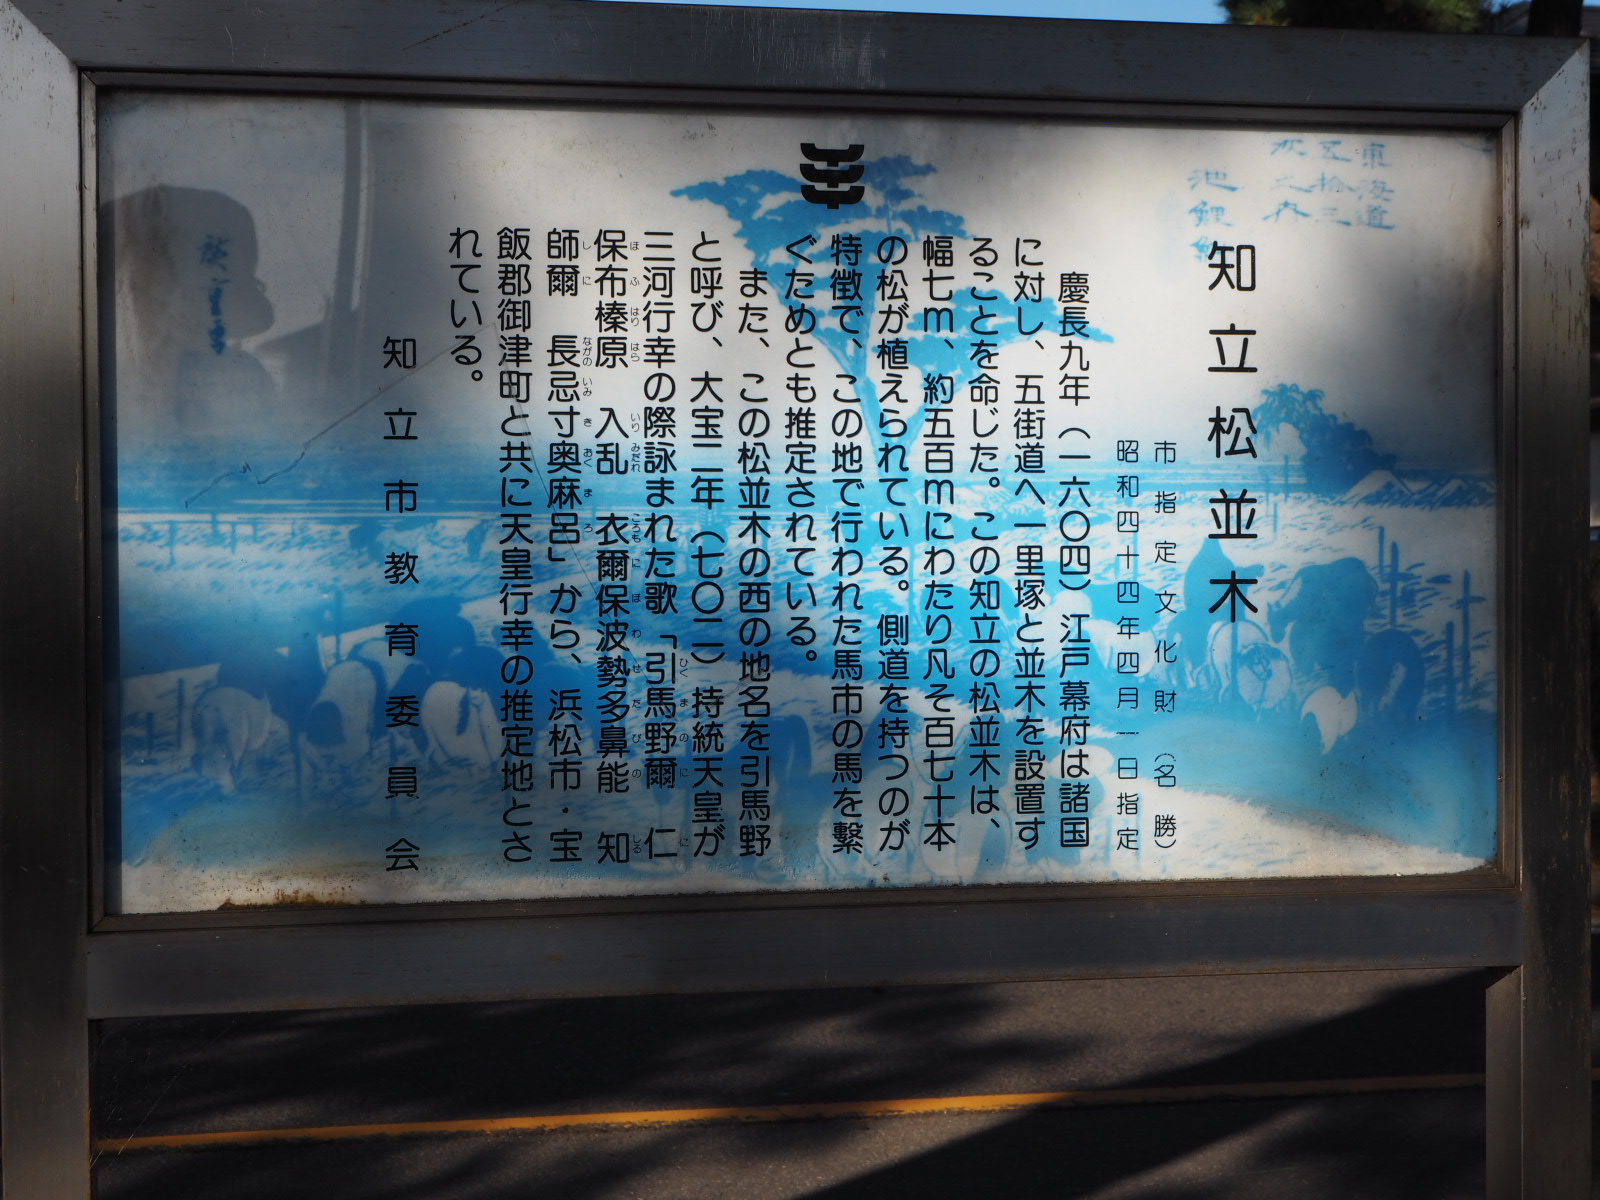 知立松並木
市指定文化財（名勝）
昭和四十四年四月一日指定
慶長九年（一六〇四）江戸幕府は諸国
に対し、五街道へ一里塚と並木を設置す
ることを命じた。この知立の松並木は、
幅七ｍ、約五百ｍにわたり凡そ百七十本
の松が植えられている。側道を持つのが
特徴で、この地で行われた馬市の馬を繋
ぐためとも推定されている。
また、この松並木の西の地名を引馬野
と呼び、大宝二年（七〇二）持統天皇が
三河行幸の際詠まれた歌「引馬野爾　仁
保布榛原　入乱　衣爾保波勢多鼻能　知
師爾　長忌寸奥麻呂」から、浜松市・宝
飯郡御津町と共に天皇行幸の推定地とさ
れている。
知立市教育委員会
東海道
五拾三
次之内
池鯉鮒